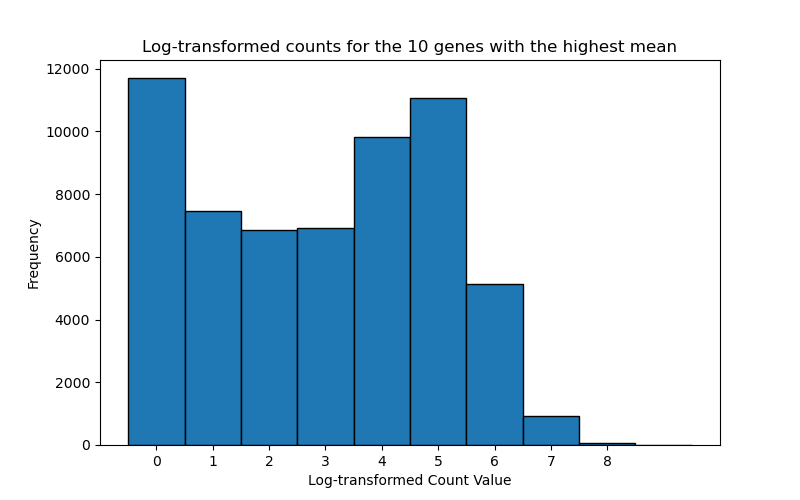 Log-transformed counts for the 10 genes with the highest mean
12000
10000
8000
6000
4000
2000
0
Frequency
0 1 2 3 4 5 6 7 8
Log-transformed Count Value